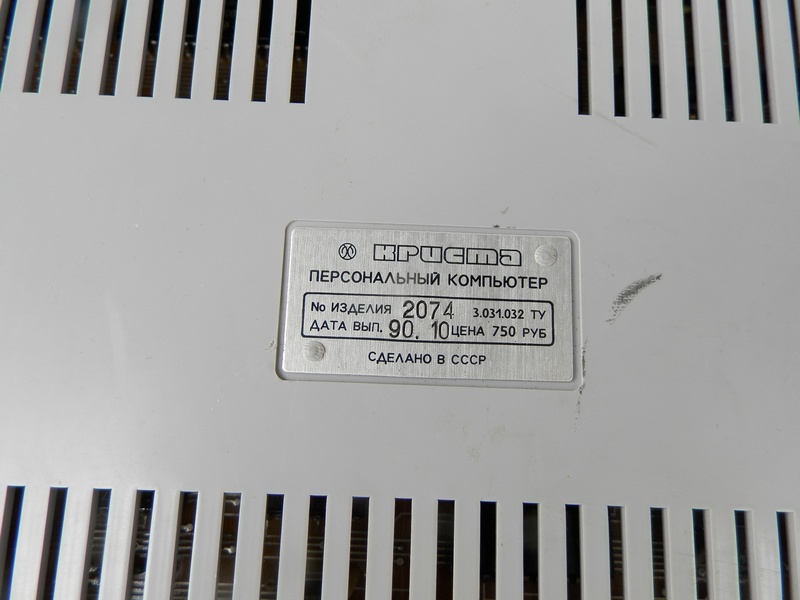 криста
ПЕРСОНАЛЬНЫЙ КОМПЬЮТЕР
№ ИЗДЕЛИЯ 2074 3.031.032 ТУ
ДАТА ВЫП. 90. 10 ЦЕНА 750 РУБ
СДЕЛАНО В СССР